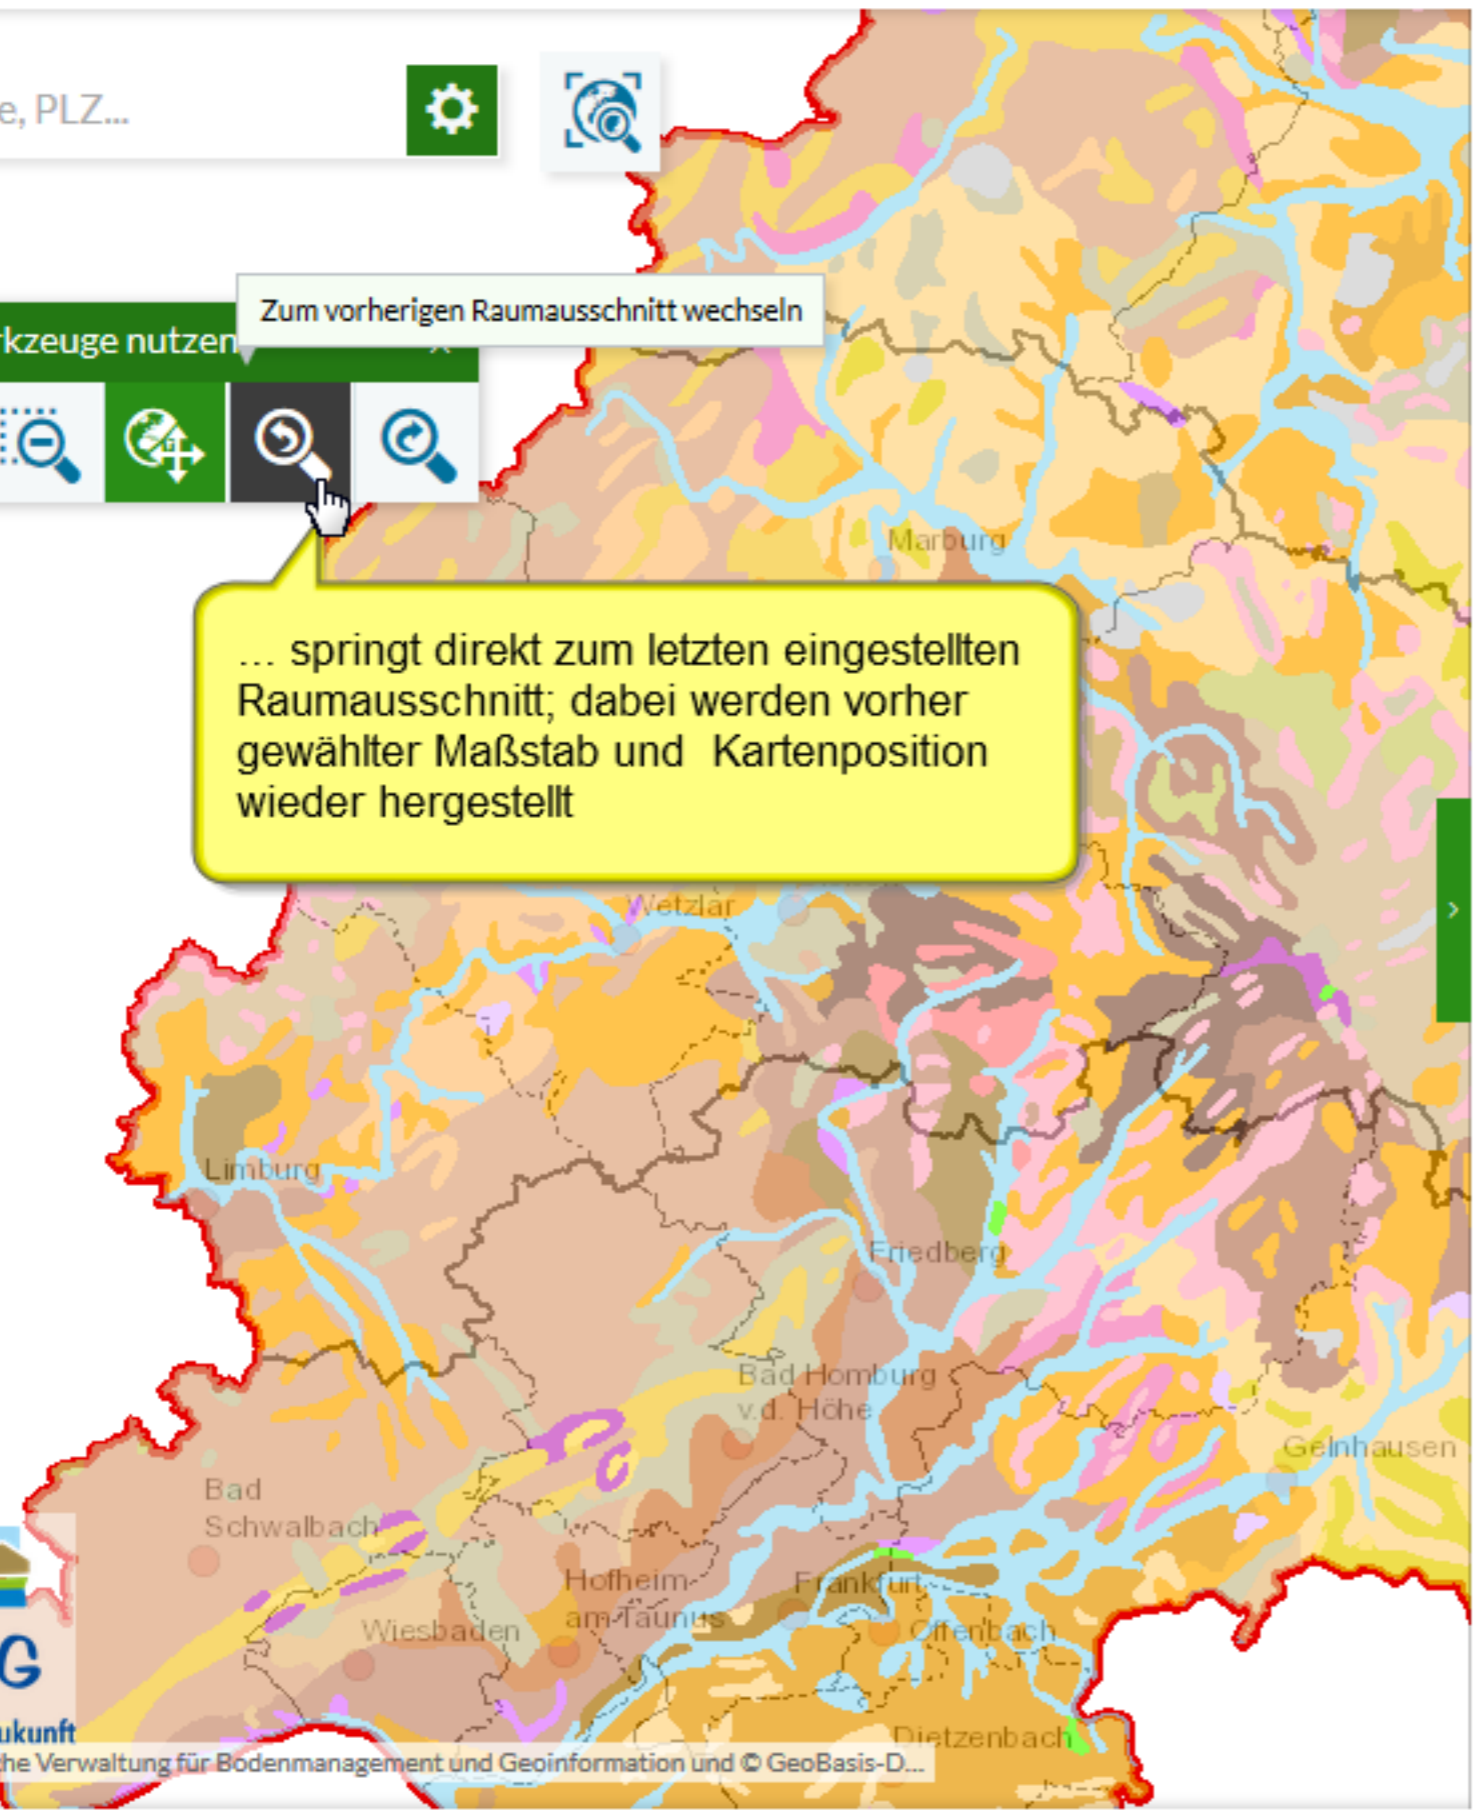 e, PLZ...
Zum vorherigen Raumausschnitt wechseln
rkzeuge nutzen
Marburg
... springt direkt zum letzten eingestellten
Raumausschnitt; dabei werden vorher
gewählter Maßstab und  Kartenposition
wieder hergestellt
Wetzlar
Limburg
Friedberg
Bad Homburg
v.d. Höhe
Gelnhausen
Bad
Schwalbach
Hofheim
am Taunus
Frankfurt
Wiesbaden
Offenbach
G
ukunft
Dietzenbach
he Verwaltung für Bodenmanagement und Geoinformation und © GeoBasis-D...